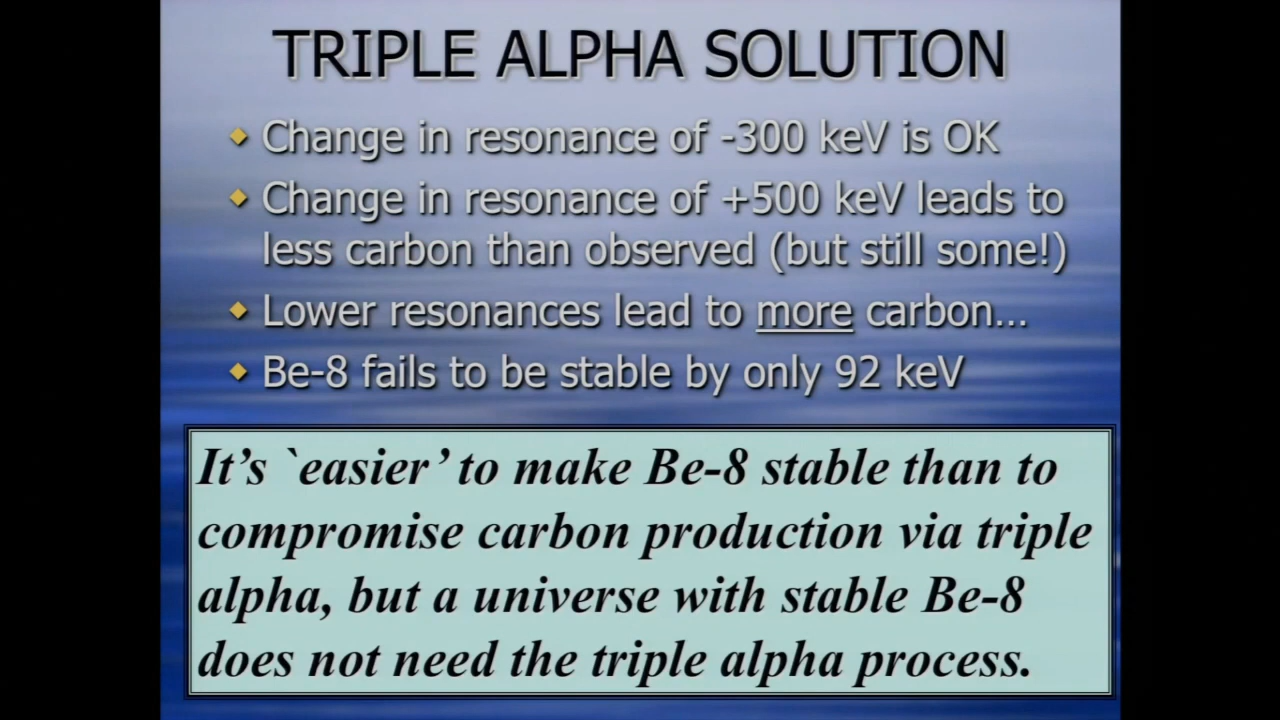 TRIPLE ALPHA SOLUTION
Change in resonance of -300 keV is OK
Change in resonance of +500 keV leads to
less carbon than observed (but still some!)
Lower resonances lead to more carbon...
Be-8 fails to be stable by only 92 keV
It's `easier' to make Be-8 stable than to
compromise carbon production via triple
alpha, but a universe with stable Be-8
does not need the triple alpha process.